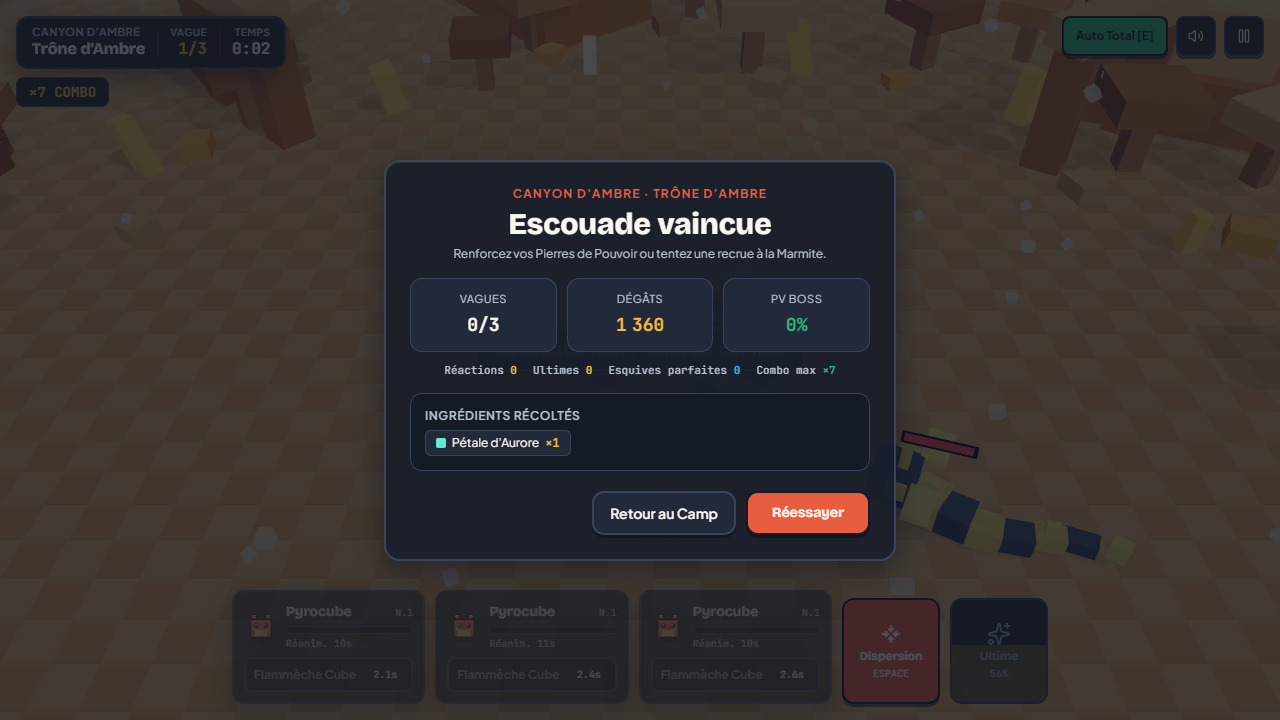 CANYON D'AMBRE
Trône d'Ambre
VAGUE
1/3
TEMPS
0:02
Auto Total [E]
×7 COMBO
CANYON D'AMBRE · TRÔNE D'AMBRE
Escouade vaincue
Renforcez vos Pierres de Pouvoir ou tentez une recrue à la Marmite.
VAGUES
0/3
DÉGÂTS
1 360
PV BOSS
0%
Réactions 0 Ultimes 0 Esquives parfaites 0 Combo max ×7
INGRÉDIENTS RÉCOLTÉS
Pétale d'Aurore ×1
Retour au Camp
Réessayer
Pyrocube N.1
Réanim. 10s
Flammèche Cube 2.1s
Pyrocube N.1
Réanim. 11s
Flammèche Cube 2.4s
Pyrocube N.1
Réanim. 10s
Flammèche Cube 2.6s
Dispersion
ESPACE
Ultime
56%